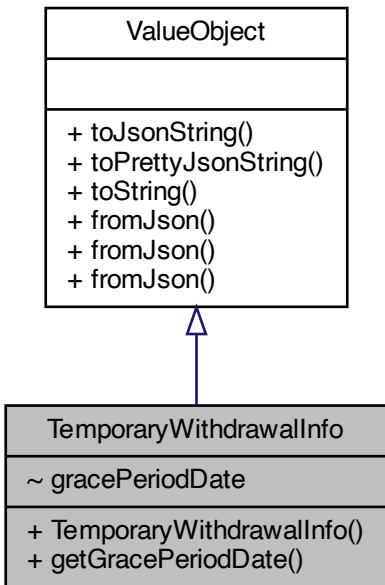 ValueObject
+ toJsonString()
+ toPrettyJsonString()
+ toString()
+ fromJson()
+ fromJson()
+ fromJson()
TemporaryWithdrawalInfo
~ gracePeriodDate
+ TemporaryWithdrawalInfo()
+ getGracePeriodDate()